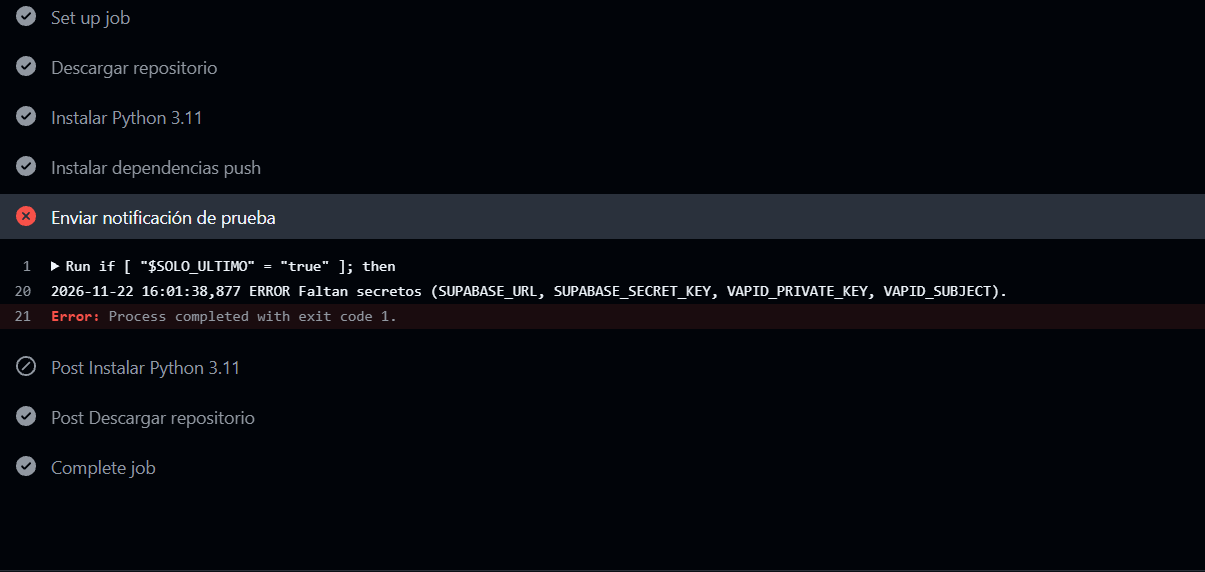 Set up job
Descargar repositorio
Instalar Python 3.11
Instalar dependencias push
Enviar notificación de prueba
1 Run if [ "$SOLO_ULTIMO" = "true" ]; then
20 2026-11-22 16:01:38,877 ERROR Faltan secretos (SUPABASE_URL, SUPABASE_SECRET_KEY, VAPID_PRIVATE_KEY, VAPID_SUBJECT).
21 Error: Process completed with exit code 1.
Post Instalar Python 3.11
Post Descargar repositorio
Complete job